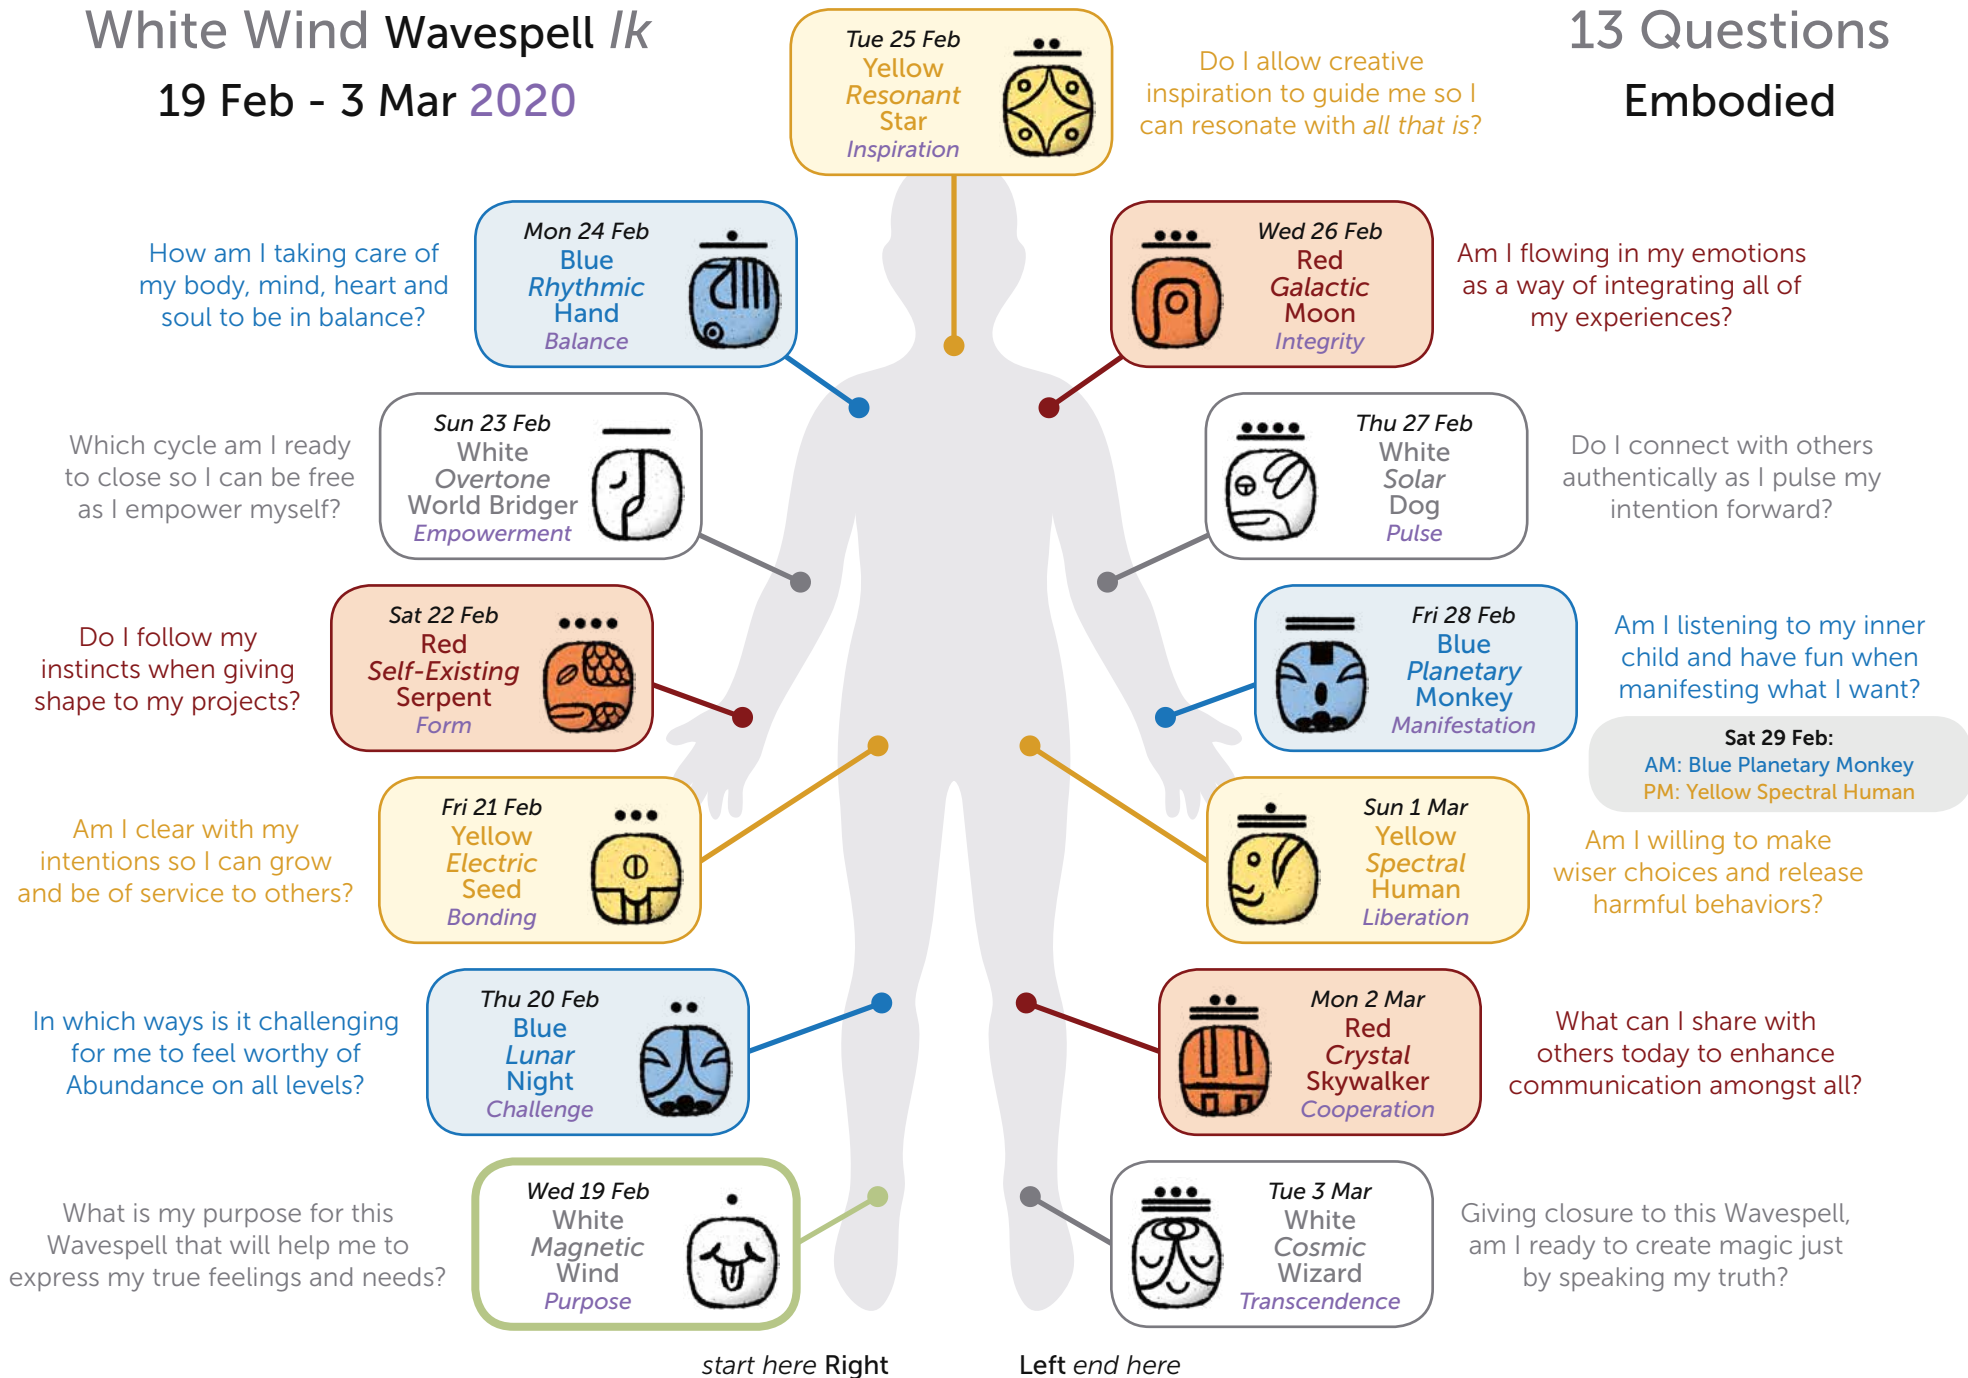 White Wind Wavespell Ik
19 Feb - 3 Mar 2020
13 Questions
Embodied
Tue 25 Feb
Yellow
Resonant
Star
Inspiration
Do I allow creative
inspiration to guide me so I
can resonate with all that is?
How am I taking care of
my body, mind, heart and
soul to be in balance?
Mon 24 Feb
Blue
Rhythmic
Hand
Balance
Wed 26 Feb
Red
Galactic
Moon
Integrity
Am I flowing in my emotions
as a way of integrating all of
my experiences?
Which cycle am I ready
to close so I can be free
as I empower myself?
Sun 23 Feb
White
Overtone
World Bridger
Empowerment
Thu 27 Feb
White
Solar
Dog
Pulse
Do I connect with others
authentically as I pulse my
intention forward?
Do I follow my
instincts when giving
shape to my projects?
Sat 22 Feb
Red
Self-Existing
Serpent
Form
Fri 28 Feb
Blue
Planetary
Monkey
Manifestation
Am I listening to my inner
child and have fun when
manifesting what I want?
Sat 29 Feb:
AM: Blue Planetary Monkey
PM: Yellow Spectral Human
Am I clear with my
intentions so I can grow
and be of service to others?
Fri 21 Feb
Yellow
Electric
Seed
Bonding
Sun 1 Mar
Yellow
Spectral
Human
Liberation
Am I willing to make
wiser choices and release
harmful behaviors?
In which ways is it challenging
for me to feel worthy of
Abundance on all levels?
Thu 20 Feb
Blue
Lunar
Night
Challenge
Mon 2 Mar
Red
Crystal
Skywalker
Cooperation
What can I share with
others today to enhance
communication amongst all?
What is my purpose for this
Wavespell that will help me to
express my true feelings and needs?
Wed 19 Feb
White
Magnetic
Wind
Purpose
Tue 3 Mar
White
Cosmic
Wizard
Transcendence
Giving closure to this Wavespell,
am I ready to create magic just
by speaking my truth?
start here Right
Left end here